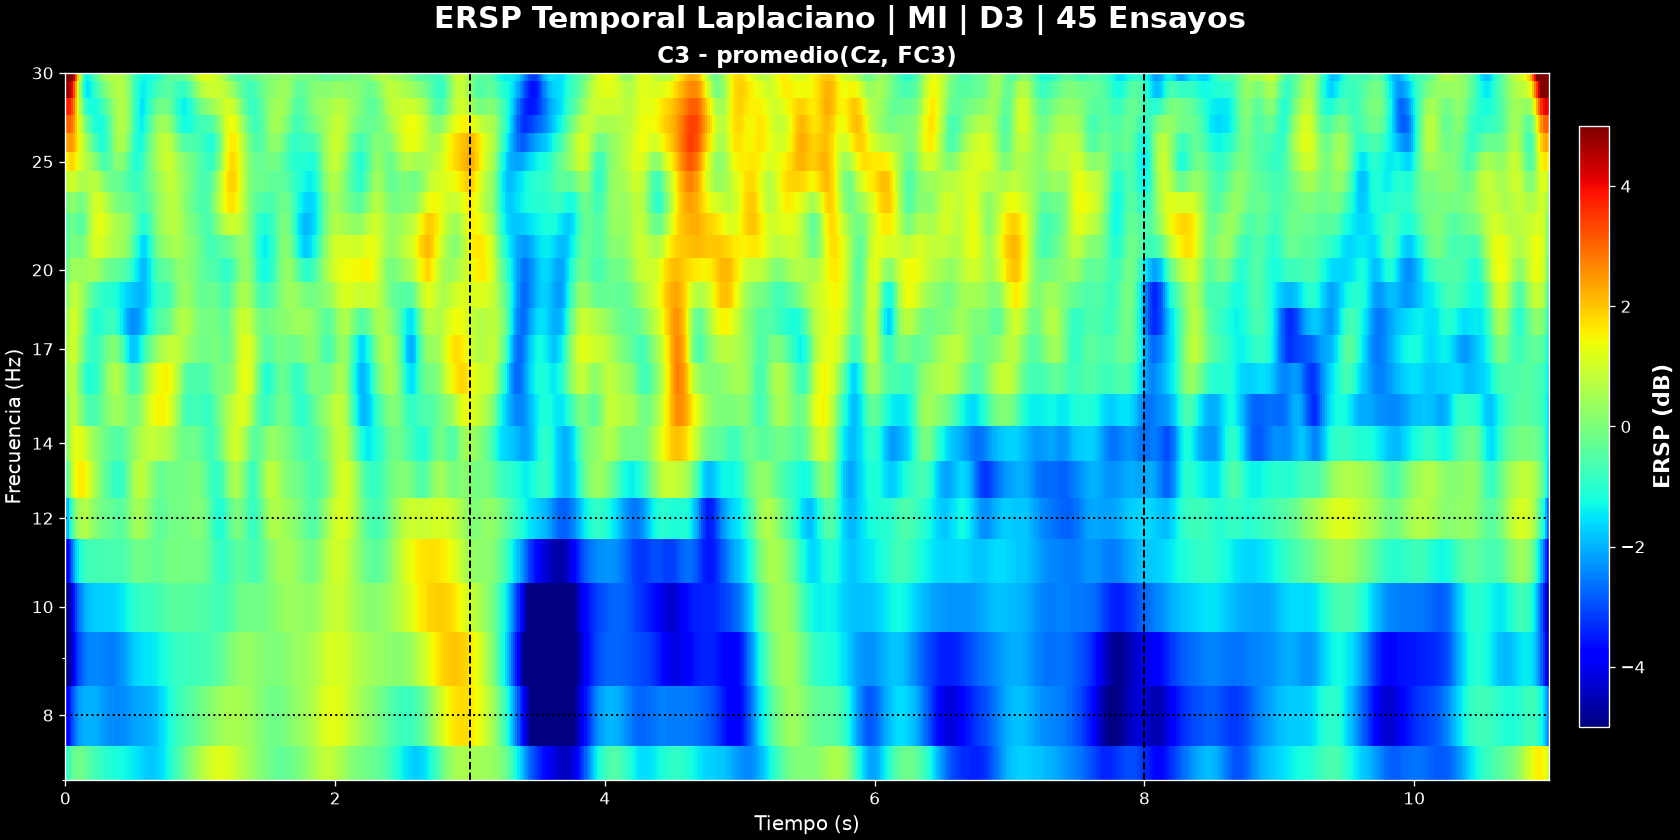 ERSP Temporal Laplaciano | MI | D3 | 45 Ensayos
C3 - promedio(Cz, FC3)
30
25
20
17
14
12
10
8
Frecuencia (Hz)
0 2 4 6 8 10
Tiempo (s)
4
2
0
−2
−4
ERSP (dB)